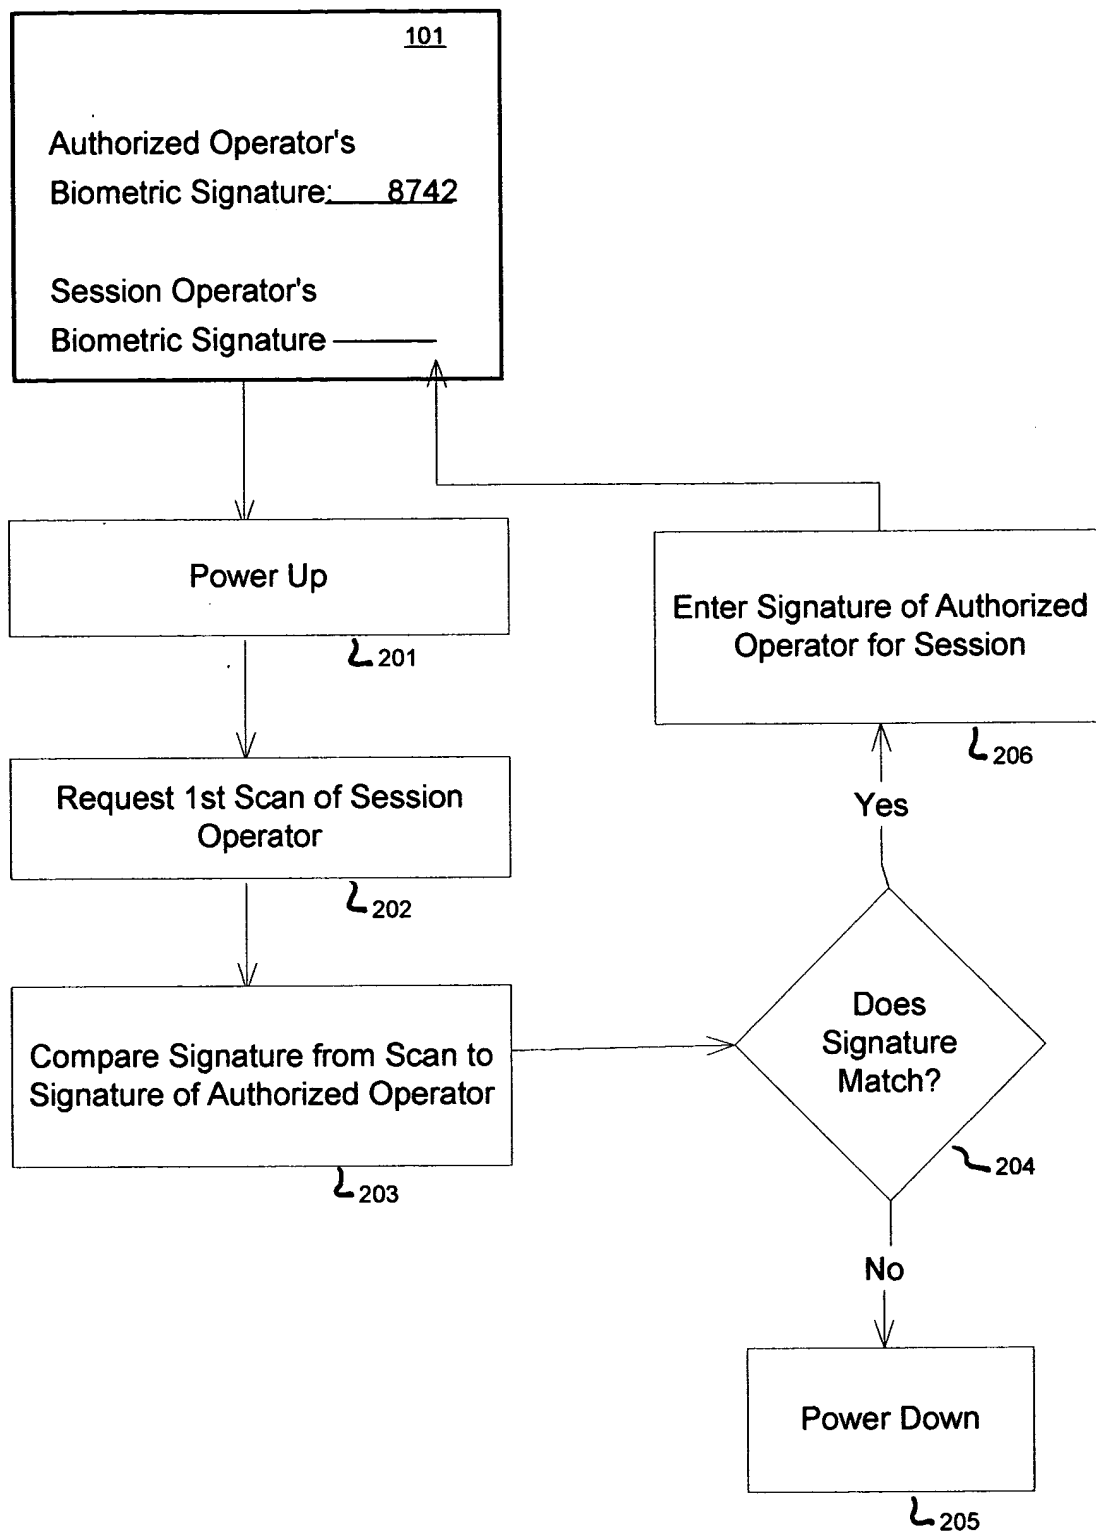 101
Authorized Operator's
Biometric Signature: 8742
Session Operator's
Biometric Signature
Power Up
201
Request 1st Scan of Session
Operator
202
Compare Signature from Scan to
Signature of Authorized Operator
203
Does
Signature
Match?
204
Yes
Enter Signature of Authorized
Operator for Session
206
No
Power Down
205